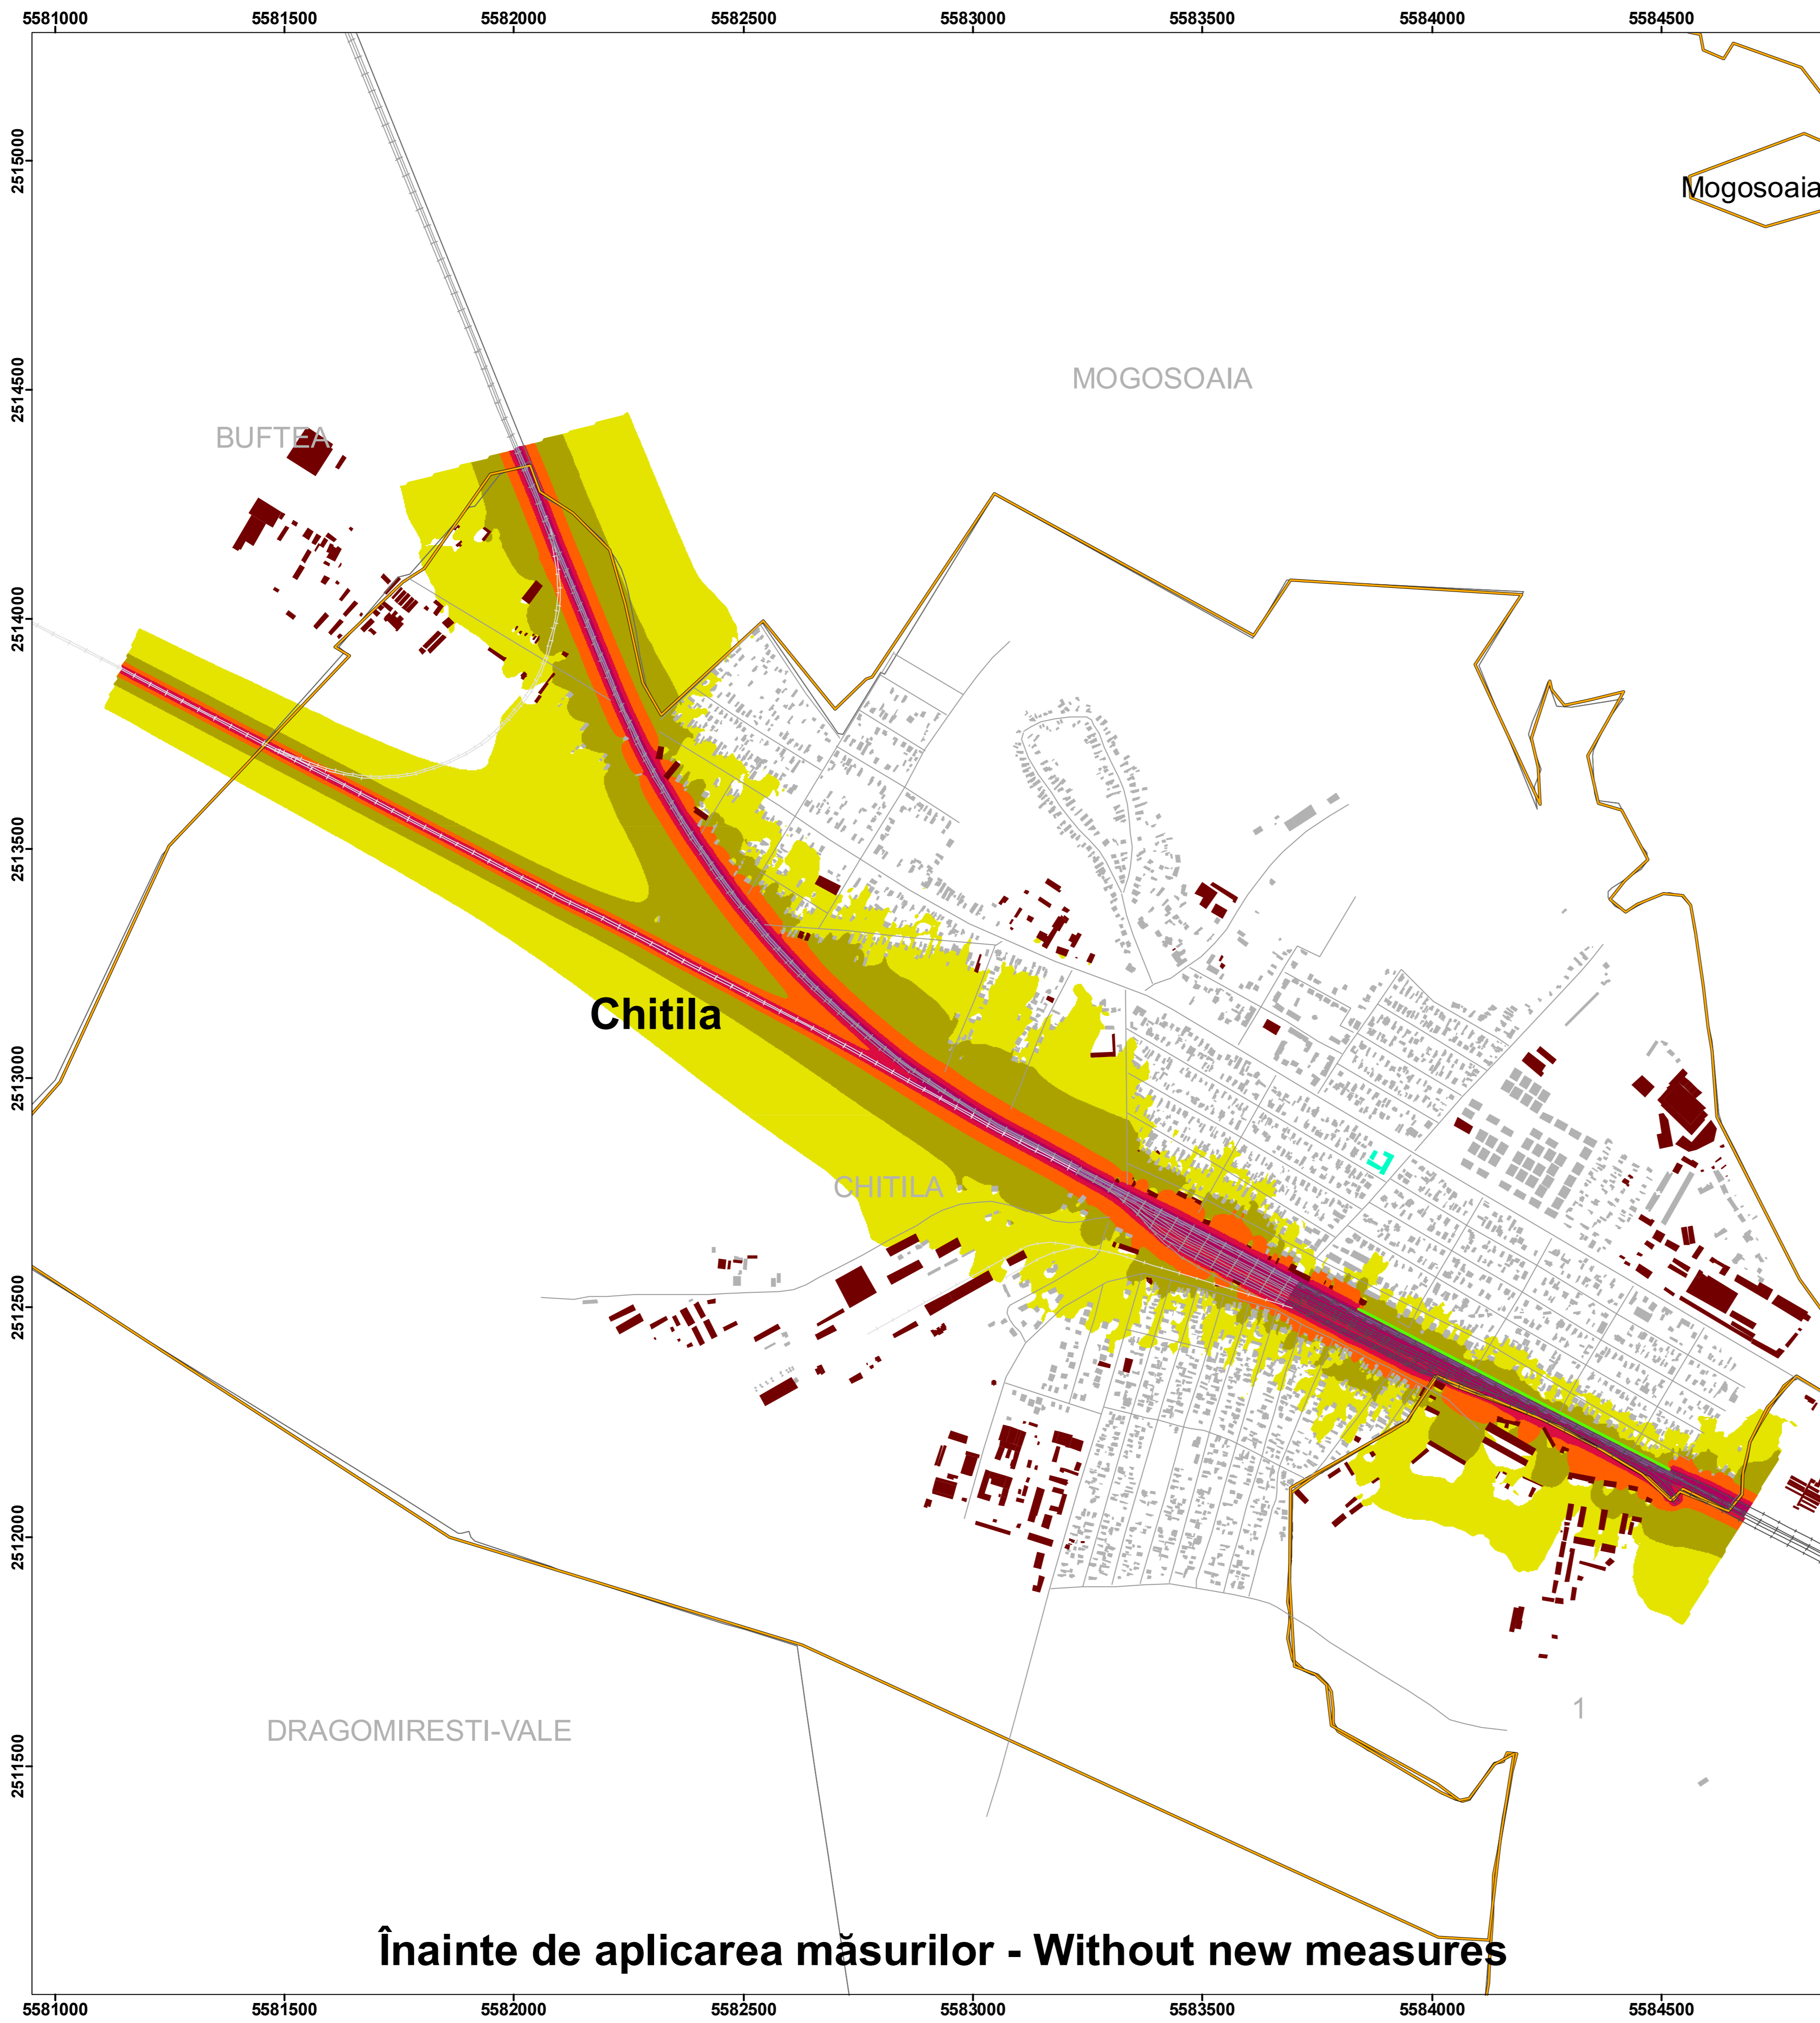 5581000 5581500 5582000 5582500 5583000 5583500 5584000 5584500
2515000
Mogosoaia
MOGOSOAIA
2514500
BUFTEA
2514000
2513500
Chitila
2513000
CHITILA
2512500
2512000
1
DRAGOMIRESTI-VALE
2511500
Înainte de aplicarea măsurilor - Without new measures
5581000 5581500 5582000 5582500 5583000 5583500 5584000 5584500